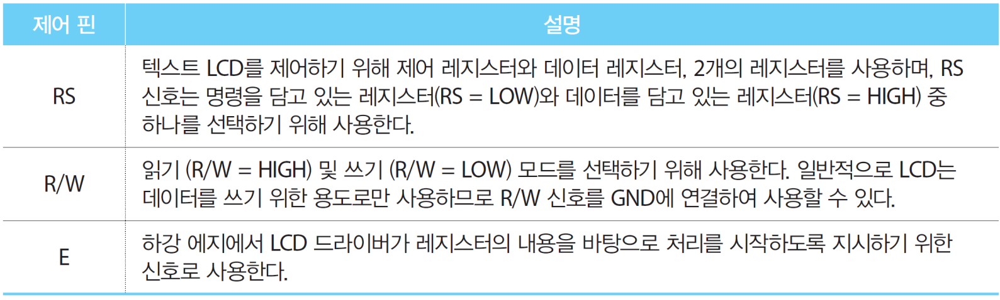 제어 핀
설명
RS
텍스트 LCD를 제어하기 위해 제어 레지스터와 데이터 레지스터, 2개의 레지스터를 사용하며, RS
신호는 명령을 담고 있는 레지스터(RS = LOW)와 데이터를 담고 있는 레지스터(RS = HIGH) 중
하나를 선택하기 위해 사용한다.
R/W
읽기 (R/W = HIGH) 및 쓰기 (R/W = LOW) 모드를 선택하기 위해 사용한다. 일반적으로 LCD는
데이터를 쓰기 위한 용도로만 사용하므로 R/W 신호를 GND에 연결하여 사용할 수 있다.
E
하강 에지에서 LCD 드라이버가 레지스터의 내용을 바탕으로 처리를 시작하도록 지시하기 위한
신호로 사용한다.